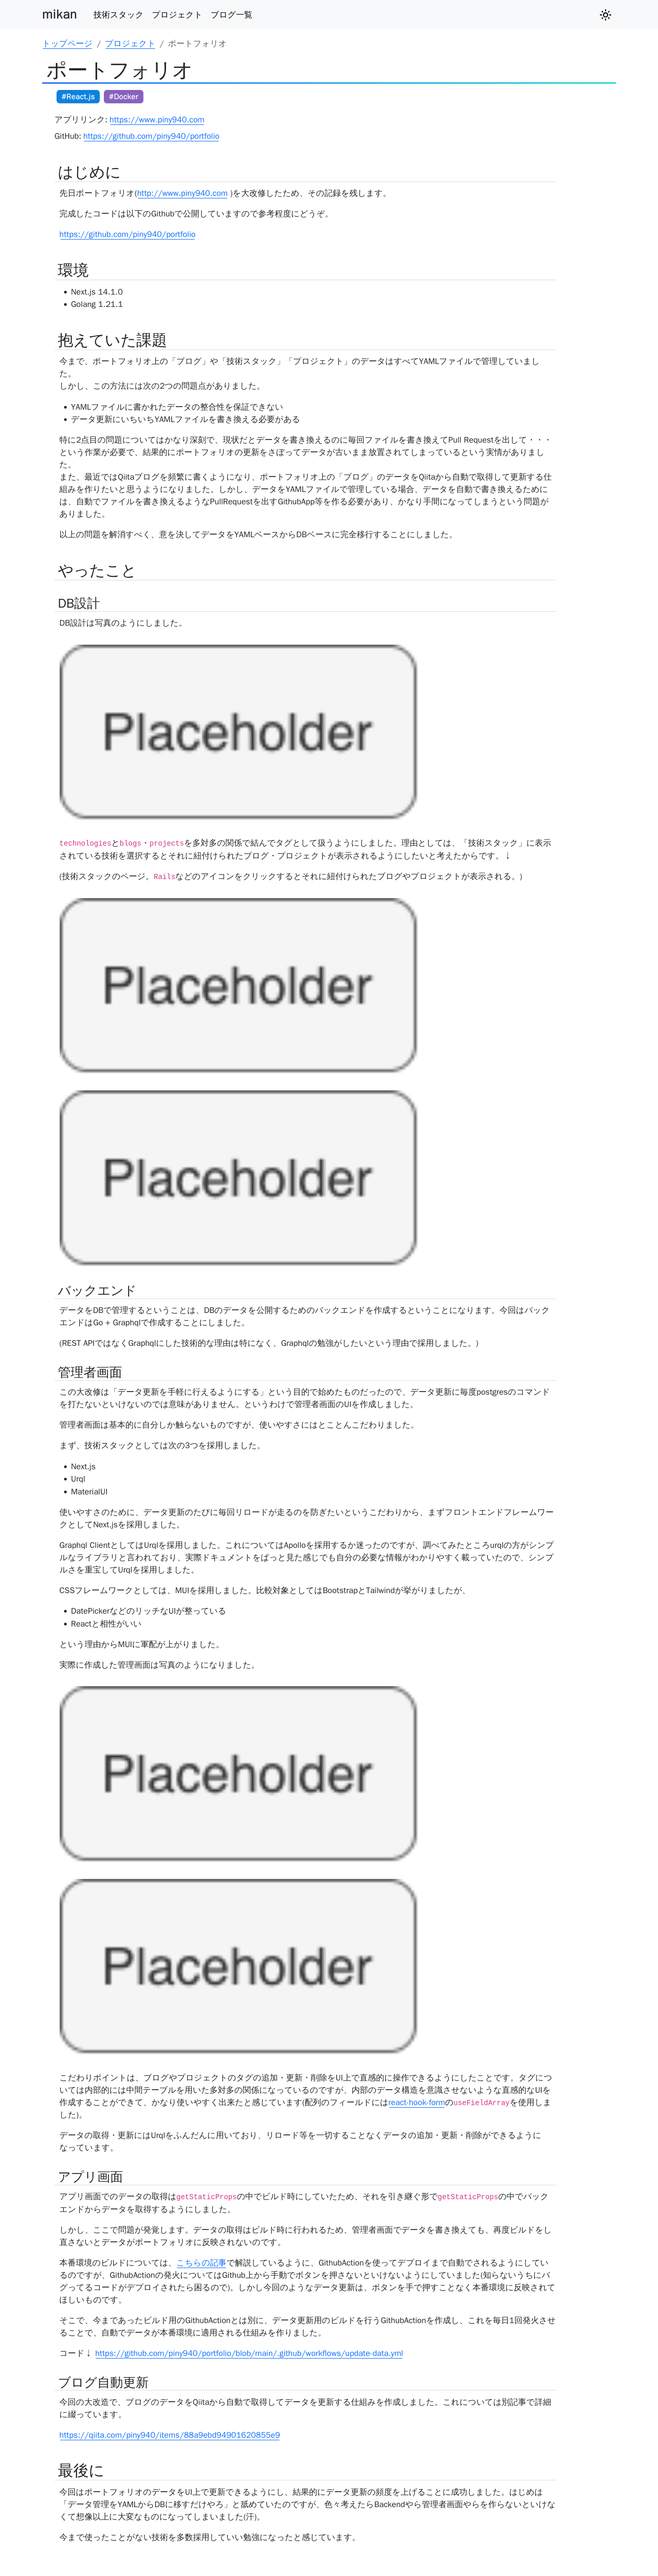 mikan 技術スタック プロジェクト ブログ一覧
トップページ / プロジェクト / ポートフォリオ
ポートフォリオ
#React.js #Docker
アプリリンク: https://www.piny940.com
GitHub: https://github.com/piny940/portfolio
はじめに
先日ポートフォリオ(http://www.piny940.com )を大改修したため、その記録を残します。
完成したコードは以下のGithubで公開していますので参考程度にどうぞ。
https://github.com/piny940/portfolio
環境
• Next.js 14.1.0
• Golang 1.21.1
抱えていた課題
今まで、ポートフォリオ上の「ブログ」や「技術スタック」「プロジェクト」のデータはすべてYAMLファイルで管理していまし
た。
しかし、この方法には次の2つの問題点がありました。
• YAMLファイルに書かれたデータの整合性を保証できない
• データ更新にいちいちYAMLファイルを書き換える必要がある
特に2点目の問題についてはかなり深刻で、現状だとデータを書き換えるのに毎回ファイルを書き換えてPull Requestを出して・・・
という作業が必要で、結果的にポートフォリオの更新をさぼってデータが古いまま放置されてしまっているという実情がありまし
た。
また、最近ではQiitaブログを頻繁に書くようになり、ポートフォリオ上の「ブログ」のデータをQiitaから自動で取得して更新する仕
組みを作りたいと思うようになりました。しかし、データをYAMLファイルで管理している場合、データを自動で書き換えるために
は、自動でファイルを書き換えるようなPullRequestを出すGithubApp等を作る必要があり、かなり手間になってしまうという問題が
ありました。
以上の問題を解消すべく、意を決してデータをYAMLベースからDBベースに完全移行することにしました。
やったこと
DB設計
DB設計は写真のようにしました。
Placeholder
technologiesとblogs・projectsを多対多の関係で結んでタグとして扱うようにしました。理由としては、「技術スタック」に表示
されている技術を選択するとそれに紐付けられたブログ・プロジェクトが表示されるようにしたいと考えたからです。↓
(技術スタックのページ。Railsなどのアイコンをクリックするとそれに紐付けられたブログやプロジェクトが表示される。)
Placeholder
Placeholder
バックエンド
データをDBで管理するということは、DBのデータを公開するためのバックエンドを作成するということになります。今回はバック
エンドはGo + Graphqlで作成することにしました。
(REST APIではなくGraphqlにした技術的な理由は特になく、Graphqlの勉強がしたいという理由で採用しました。)
管理者画面
この大改修は「データ更新を手軽に行えるようにする」という目的で始めたものだったので、データ更新に毎度postgresのコマンド
を打たないといけないのでは意味がありません。というわけで管理者画面のUIを作成しました。
管理者画面は基本的に自分しか触らないものですが、使いやすさにはとことんこだわりました。
まず、技術スタックとしては次の3つを採用しました。
• Next.js
• Urql
• MaterialUI
使いやすさのために、データ更新のたびに毎回リロードが走るのを防ぎたいというこだわりから、まずフロントエンドフレームワー
クとしてNext.jsを採用しました。
Graphql ClientとしてはUrqlを採用しました。これについてはApolloを採用するか迷ったのですが、調べてみたところurqlの方がシンプ
ルなライブラリと言われており、実際ドキュメントをぱっと見た感じでも自分の必要な情報がわかりやすく載っていたので、シンプ
ルさを重宝してUrqlを採用しました。
CSSフレームワークとしては、MUIを採用しました。比較対象としてはBootstrapとTailwindが挙がりましたが、
• DatePickerなどのリッチなUIが整っている
• Reactと相性がいい
という理由からMUIに軍配が上がりました。
実際に作成した管理画面は写真のようになりました。
Placeholder
Placeholder
こだわりポイントは、ブログやプロジェクトのタグの追加・更新・削除をUI上で直感的に操作できるようにしたことです。タグにつ
いては内部的には中間テーブルを用いた多対多の関係になっているのですが、内部のデータ構造を意識させないような直感的なUIを
作成することができて、かなり使いやすく出来たと感じています(配列のフィールドにはreact-hook-formのuseFieldArrayを使用しま
した)。
データの取得・更新にはUrqlをふんだんに用いており、リロード等を一切することなくデータの追加・更新・削除ができるように
なっています。
アプリ画面
アプリ画面でのデータの取得はgetStaticPropsの中でビルド時にしていたため、それを引き継ぐ形でgetStaticPropsの中でバック
エンドからデータを取得するようにしました。
しかし、ここで問題が発覚します。データの取得はビルド時に行われるため、管理者画面でデータを書き換えても、再度ビルドをし
直さないとデータがポートフォリオに反映されないのです。
本番環境のビルドについては、こちらの記事で解説しているように、GithubActionを使ってデプロイまで自動でされるようにしてい
るのですが、GithubActionの発火についてはGithub上から手動でボタンを押さないといけないようにしていました(知らないうちにバ
グってるコードがデプロイされたら困るので)。しかし今回のようなデータ更新は、ボタンを手で押すことなく本番環境に反映されて
ほしいものです。
そこで、今まであったビルド用のGithubActionとは別に、データ更新用のビルドを行うGithubActionを作成し、これを毎日1回発火させ
ることで、自動でデータが本番環境に適用される仕組みを作りました。
コード↓ https://github.com/piny940/portfolio/blob/main/.github/workflows/update-data.yml
ブログ自動更新
今回の大改造で、ブログのデータをQiitaから自動で取得してデータを更新する仕組みを作成しました。これについては別記事で詳細
に綴っています。
https://qiita.com/piny940/items/88a9ebd94901620855e9
最後に
今回はポートフォリオのデータをUI上で更新できるようにし、結果的にデータ更新の頻度を上げることに成功しました。はじめは
「データ管理をYAMLからDBに移すだけやろ」と舐めていたのですが、色々考えたらBackendやら管理者画面やらを作らないといけな
くて想像以上に大変なものになってしまいました(汗)。
今まで使ったことがない技術を多数採用していい勉強になったと感じています。